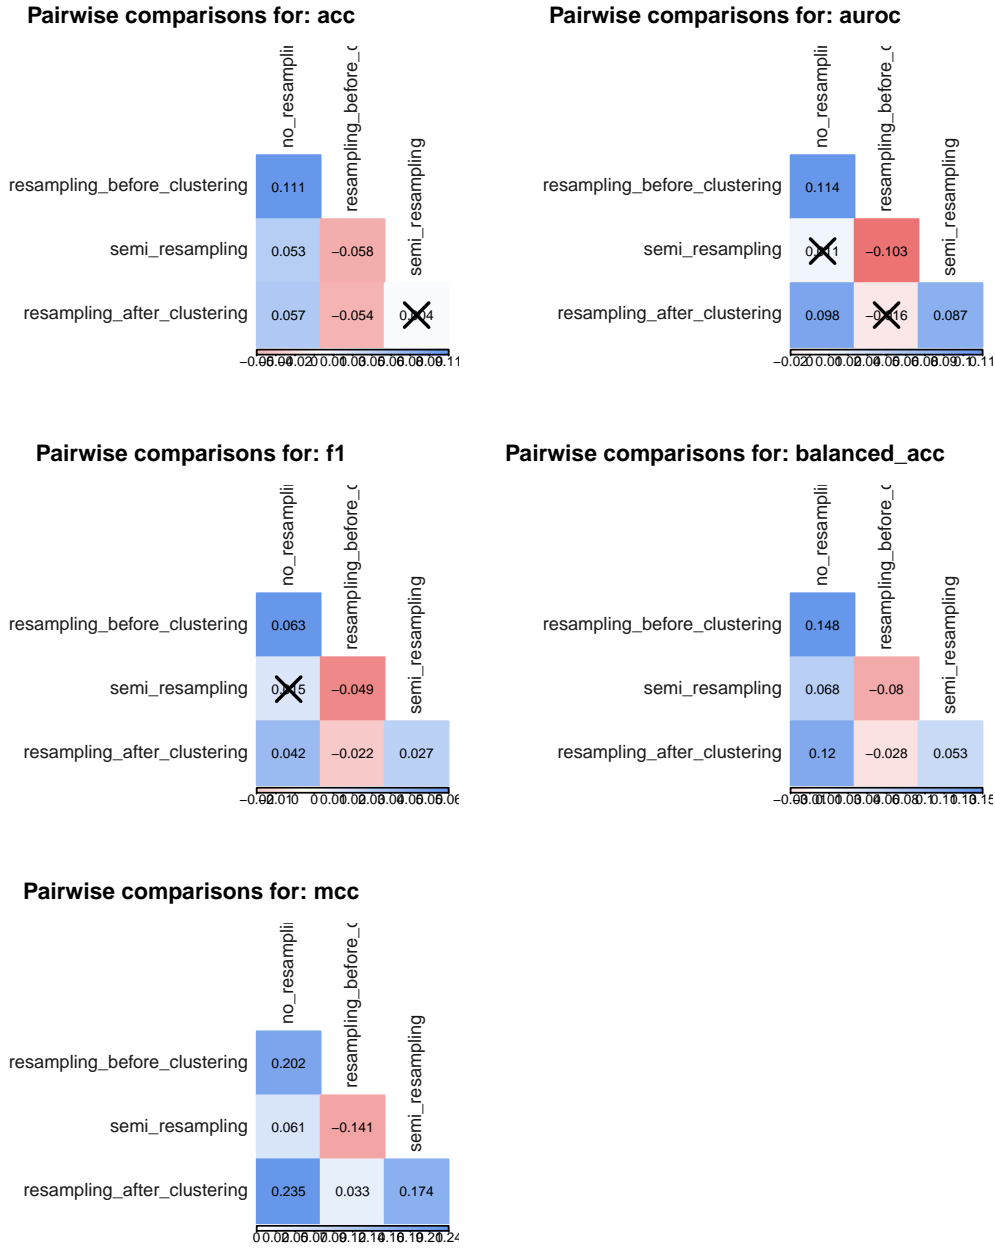 Pairwise comparisons for: acc
no_resamplin
resampling_before_c
semi_resampling
resampling_before_clustering
0.111
semi_resampling
0.053 −0.058
resampling_after_clustering
0.057 −0.054
Pairwise comparisons for: auroc
no_resamplin
resampling_before_c
semi_resampling
resampling_before_clustering
0.114
semi_resampling
−0.103
resampling_after_clustering
0.098 0.087
Pairwise comparisons for: f1
no_resamplin
resampling_before_c
semi_resampling
resampling_before_clustering
0.063
semi_resampling
−0.049
resampling_after_clustering
0.042 −0.022 0.027
Pairwise comparisons for: balanced_acc
no_resamplin
resampling_before_c
semi_resampling
resampling_before_clustering
0.148
semi_resampling
0.068 −0.08
resampling_after_clustering
0.12 −0.028 0.053
Pairwise comparisons for: mcc
no_resamplin
resampling_before_c
semi_resampling
resampling_before_clustering
0.202
semi_resampling
0.061 −0.141
resampling_after_clustering
0.235 0.033 0.174